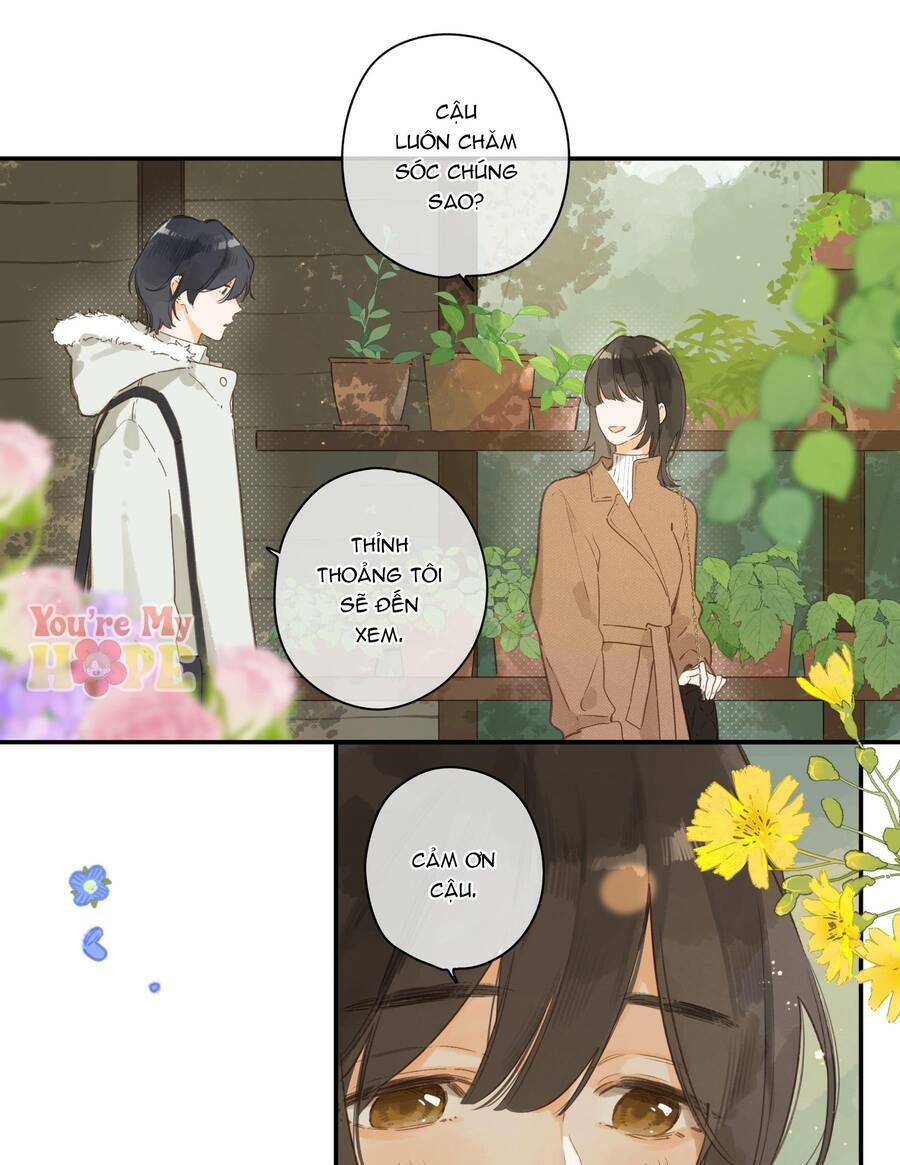 CẬU
LUÔN CHĂM
SÓC CHÚNG
SAO?
THỈNH
THOẢNG TÔI
SẼ ĐẾN
XEM.
You're My
HOPE
CẢM ƠN
CẬU.